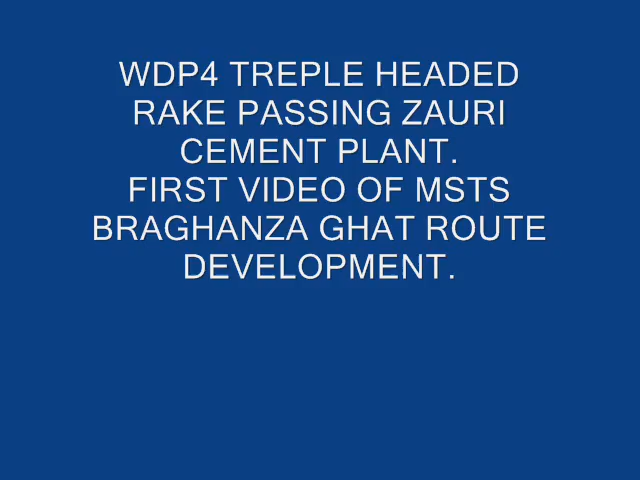 WDP4 TREPLE HEADED
RAKE PASSING ZAURI
CEMENT PLANT.
FIRST VIDEO OF MSTS
BRAGHANZA GHAT ROUTE
DEVELOPMENT.